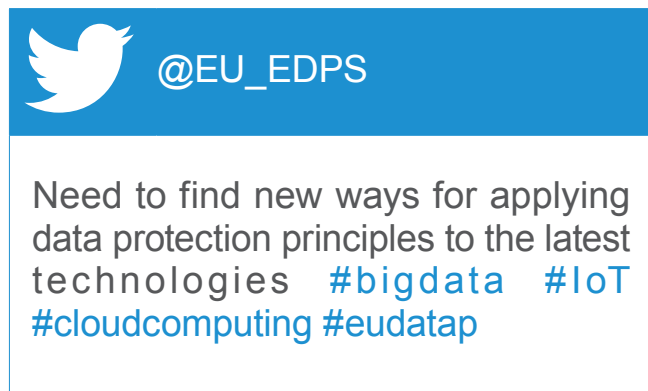 @EU_EDPS
Need to find new ways for applying
data protection principles to the latest
technologies #bigdata #IoT
#cloudcomputing #eudatap